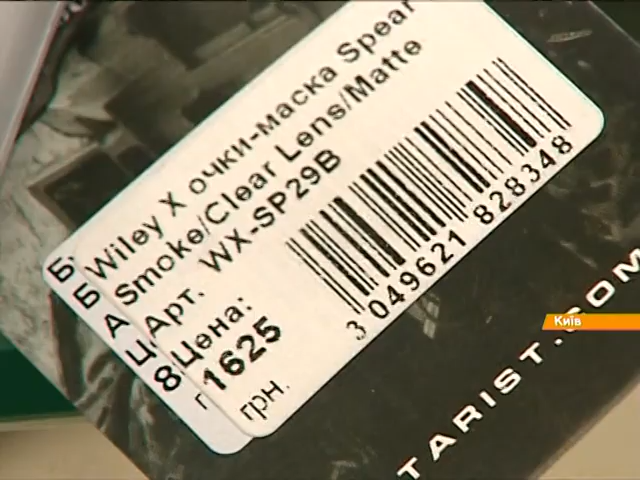 Wiley X очки-маска Spear
Smoke/Clear Lens/Matte
Арт. WX-SP29B
Цена:
1625
грн.
3 049621 828348
Б
Б
А
Ц
8
г
TARIST.COM
Київ